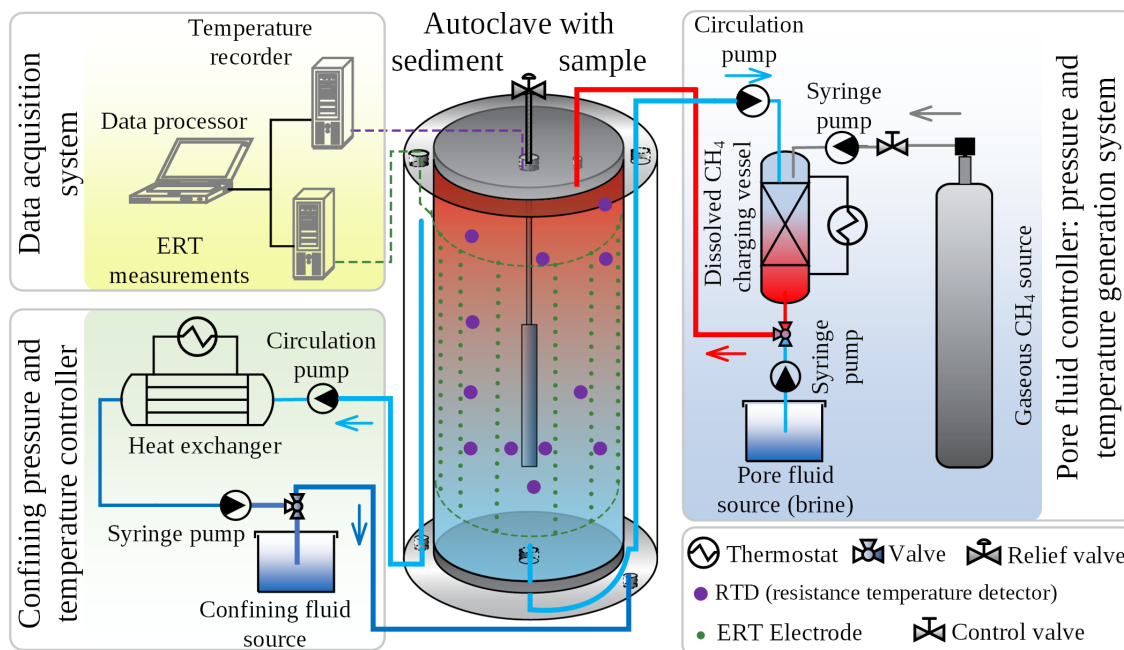 Autoclave with
sediment sample
Data acquisition
system
Temperature
recorder
Data processor
ERT
measurements
Confining pressure and
temperature controller
Circulation
pump
Heat exchanger
Syringe pump
Confining fluid
source
Pore fluid controller: pressure and
temperature generation system
Circulation
pump
Syringe
pump
Dissolved CH₄
charging vessel
Syringe
pump
Gaseous CH₄ source
Pore fluid
source (brine)
Thermostat
Valve
Relief valve
RTD (resistance temperature detector)
ERT Electrode
Control valve